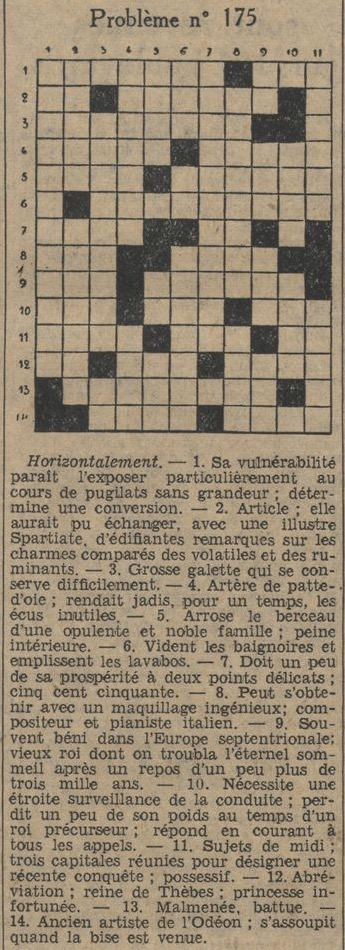 Problème n° 175
1 2 3 4 5 6 7 8 9 10 11
1
2
3
4
5
6
7
8
9
10
11
12
13
14
Horizontalement. — 1. Sa vulnérabilité
paraît l'exposer particulièrement au
cours de pugilats sans grandeur ; déter-
mine une conversion. — 2. Article ; elle
aurait pu échanger, avec une illustre
Spartiate, d'édifiantes remarques sur les
charmes comparés des volatiles et des ru-
minants. — 3. Grosse galette qui se con-
serve difficilement. — 4. Artère de patte-
d'oie ; rendait jadis, pour un temps, les
écus inutiles. — 5. Arrose le berceau
d'une opulente et noble famille ; peine
intérieure. — 6. Vident les baignoires et
emplissent les lavabos. — 7. Doit un peu
de sa prospérité à deux points délicats ;
cinq cent cinquante. — 8. Peut s'obte-
nir avec un maquillage ingénieux; com-
positeur et pianiste italien. — 9. Sou-
vent béni dans l'Europe septentrionale;
vieux roi dont on troubla l'éternel som-
meil après un repos d'un peu plus de
trois mille ans. — 10. Nécessite une
étroite surveillance de la conduite ; per-
dit un peu de son poids au temps d'un
roi précurseur ; répond en courant à
tous les appels. — 11. Sujets de midi ;
trois capitales réunies pour désigner une
récente conquête ; possessif. — 12. Abré-
viation ; reine de Thèbes ; princesse in-
fortunée. — 13. Malmenée, battue. —
14. Ancien artiste de l'Odéon ; s'assoupit
quand la bise est venue.